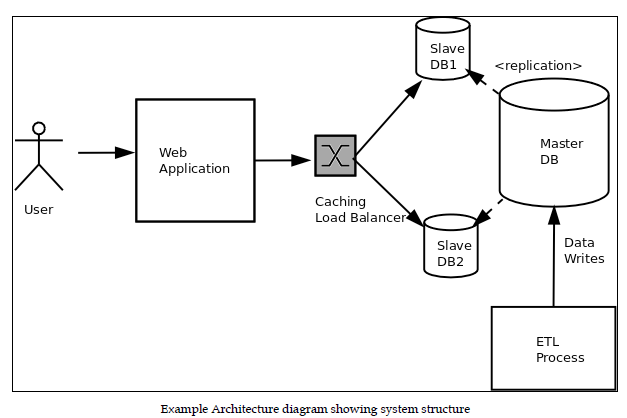 Slave
DB1
<replication>
Master
DB
Web
Application
User
Caching
Load Balancer
Slave
DB2
Data
Writes
ETL
Process
Example Architecture diagram showing system structure